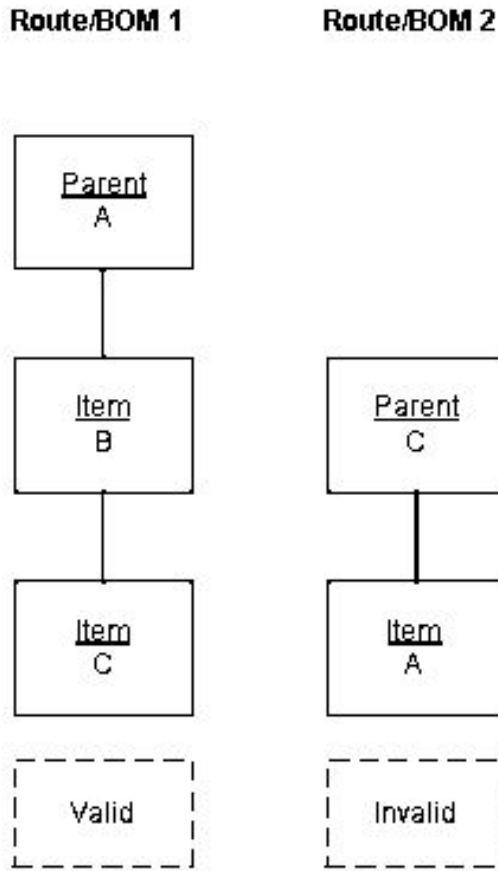 Route/BOM 1
Route/BOM 2
Parent
A
Item
B
Parent
C
Item
C
Item
A
Valid
Invalid